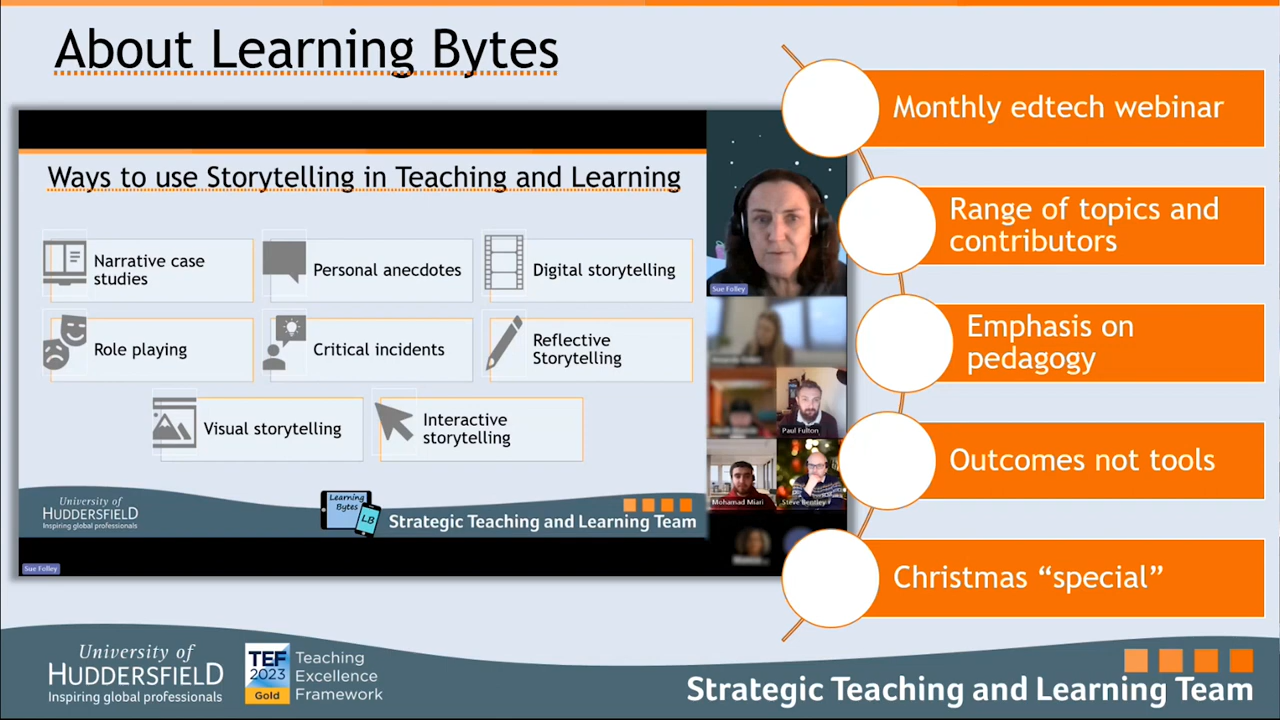 About Learning Bytes
Ways to use Storytelling in Teaching and Learning
Narrative case
studies
Personal anecdotes
Digital storytelling
Role playing
Critical incidents
Reflective
Storytelling
Visual storytelling
Interactive
storytelling
University of
HUDDERSFIELD
Inspiring global professionals
Learning
Bytes
LB
Strategic Teaching and Learning Team
Sue Folley
Sue Folley
Paul Fulton
Mohamad Miari
Steve Bentley
Monthly edtech webinar
Range of topics and
contributors
Emphasis on
pedagogy
Outcomes not tools
Christmas “special”
University of
HUDDERSFIELD
Inspiring global professionals
TEF
2023
Gold
Teaching
Excellence
Framework
Strategic Teaching and Learning Team